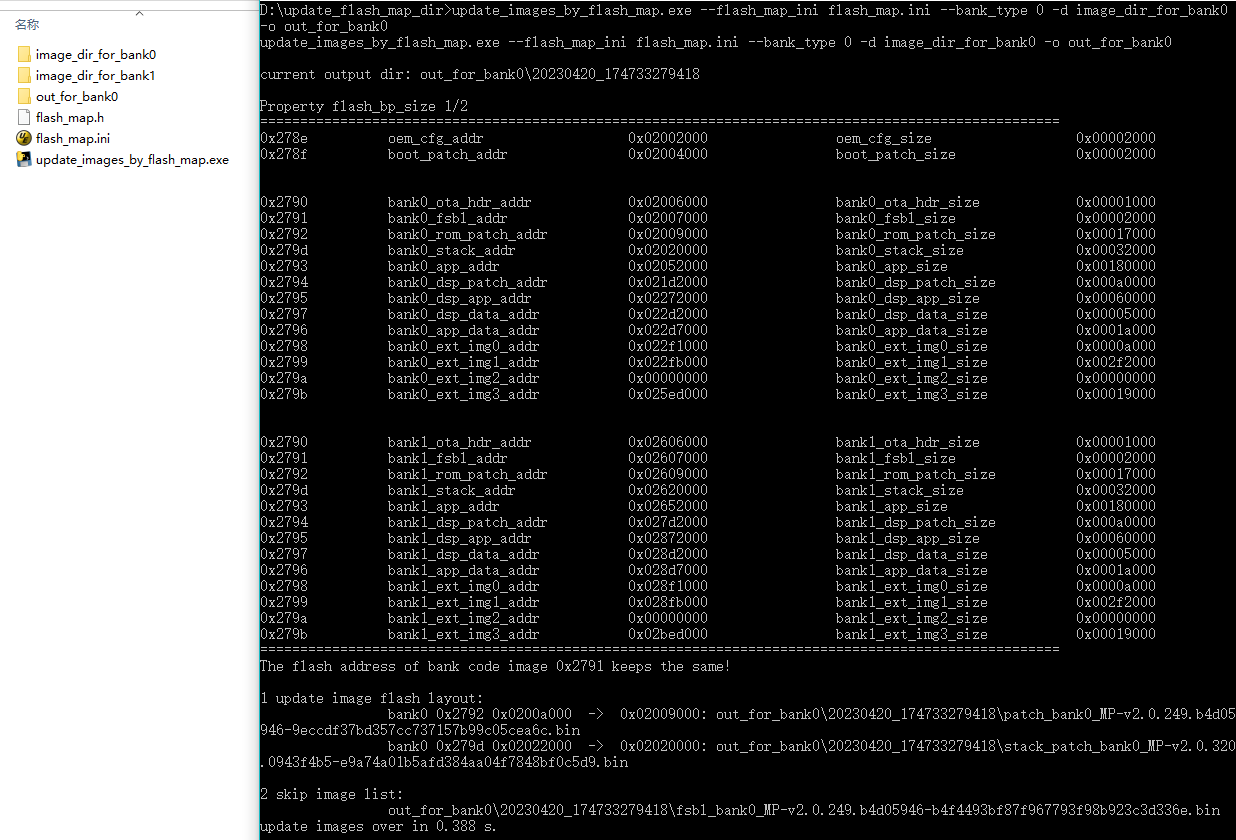 名称
image_dir_for_bank0
image_dir_for_bank1
out_for_bank0
flash_map.h
flash_map.ini
update_images_by_flash_map.exe
D:\update_flash_map_dir>update_images_by_flash_map.exe --flash_map_ini flash_map.ini --bank_type 0 -d image_dir_for_bank0
-o out_for_bank0
update_images_by_flash_map.exe --flash_map_ini flash_map.ini --bank_type 0 -d image_dir_for_bank0 -o out_for_bank0
current output dir: out_for_bank0\20230420_174733279418
Property flash_bp_size 1/2
====================================================================================================
0x278e oem_cfg_addr 0x02002000 oem_cfg_size 0x00002000
0x278f boot_patch_addr 0x02004000 boot_patch_size 0x00002000
0x2790 bank0_ota_hdr_addr 0x02006000 bank0_ota_hdr_size 0x00001000
0x2791 bank0_fsbl_addr 0x02007000 bank0_fsbl_size 0x00002000
0x2792 bank0_rom_patch_addr 0x02009000 bank0_rom_patch_size 0x00017000
0x279d bank0_stack_addr 0x02020000 bank0_stack_size 0x00032000
0x2793 bank0_app_addr 0x02052000 bank0_app_size 0x00180000
0x2794 bank0_dsp_patch_addr 0x021d2000 bank0_dsp_patch_size 0x000a0000
0x2795 bank0_dsp_app_addr 0x02272000 bank0_dsp_app_size 0x00060000
0x2797 bank0_dsp_data_addr 0x022d2000 bank0_dsp_data_size 0x00005000
0x2796 bank0_app_data_addr 0x022d7000 bank0_app_data_size 0x0001a000
0x2798 bank0_ext_img0_addr 0x022f1000 bank0_ext_img0_size 0x0000a000
0x2799 bank0_ext_img1_addr 0x022fb000 bank0_ext_img1_size 0x002f2000
0x279a bank0_ext_img2_addr 0x00000000 bank0_ext_img2_size 0x00000000
0x279b bank0_ext_img3_addr 0x025ed000 bank0_ext_img3_size 0x00019000
0x2790 bank1_ota_hdr_addr 0x02606000 bank1_ota_hdr_size 0x00001000
0x2791 bank1_fsbl_addr 0x02607000 bank1_fsbl_size 0x00002000
0x2792 bank1_rom_patch_addr 0x02609000 bank1_rom_patch_size 0x00017000
0x279d bank1_stack_addr 0x02620000 bank1_stack_size 0x00032000
0x2793 bank1_app_addr 0x02652000 bank1_app_size 0x00180000
0x2794 bank1_dsp_patch_addr 0x027d2000 bank1_dsp_patch_size 0x000a0000
0x2795 bank1_dsp_app_addr 0x02872000 bank1_dsp_app_size 0x00060000
0x2797 bank1_dsp_data_addr 0x028d2000 bank1_dsp_data_size 0x00005000
0x2796 bank1_app_data_addr 0x028d7000 bank1_app_data_size 0x0001a000
0x2798 bank1_ext_img0_addr 0x028f1000 bank1_ext_img0_size 0x0000a000
0x2799 bank1_ext_img1_addr 0x028fb000 bank1_ext_img1_size 0x002f2000
0x279a bank1_ext_img2_addr 0x00000000 bank1_ext_img2_size 0x00000000
0x279b bank1_ext_img3_addr 0x02bed000 bank1_ext_img3_size 0x00019000
====================================================================================================
The flash address of bank code image 0x2791 keeps the same!
1 update image flash layout:
bank0 0x2792 0x0200a000 -> 0x02009000: out_for_bank0\20230420_174733279418\patch_bank0_MP-v2.0.249.b4d05
946-9eccdf37bd357cc737157b99c05cea6c.bin
bank0 0x279d 0x02022000 -> 0x02020000: out_for_bank0\20230420_174733279418\stack_patch_bank0_MP-v2.0.320
.0943f4b5-e9a74a01b5afd384aa04f7848bf0c5d9.bin
2 skip image list:
out_for_bank0\20230420_174733279418\fsbl_bank0_MP-v2.0.249.b4d05946-b4f4493bf87f967793f98b923c3d336e.bin
update images over in 0.388 s.